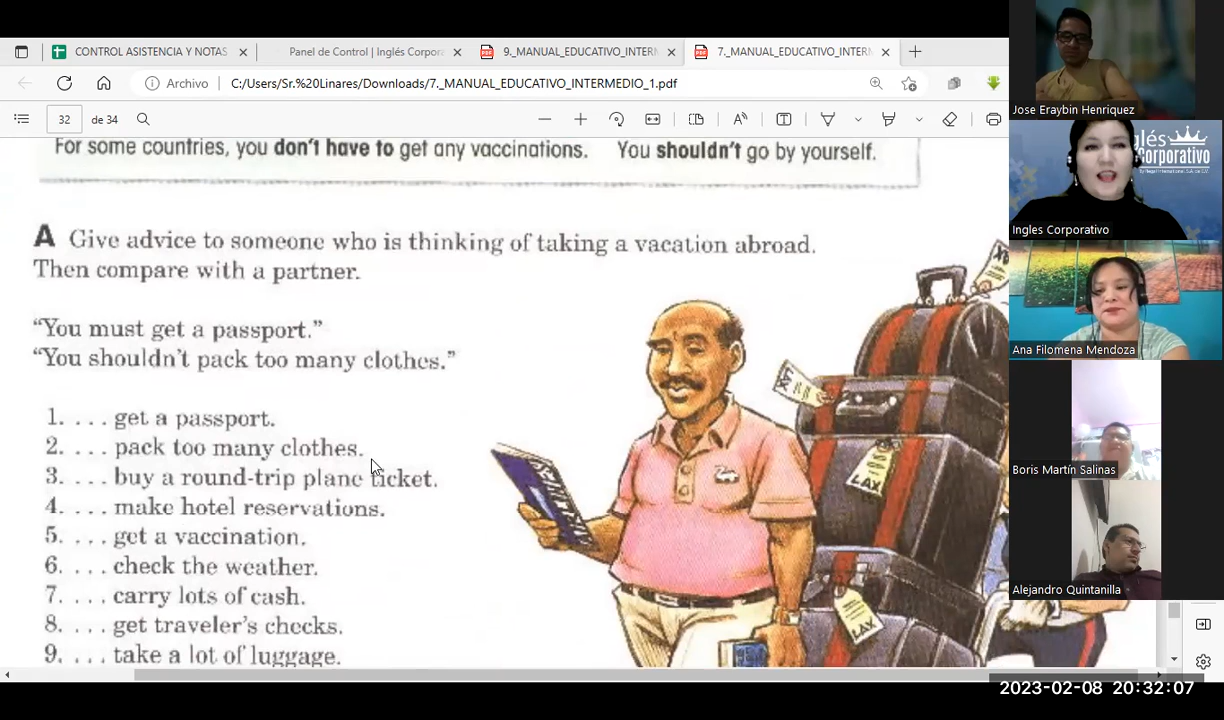 CONTROL ASISTENCIA Y NOTAS
Panel de Control | Inglés Corpora
9._MANUAL_EDUCATIVO_INTERM
7._MANUAL_EDUCATIVO_INTERM
Archivo
C:/Users/Sr.%20Linares/Downloads/7._MANUAL_EDUCATIVO_INTERMEDIO_1.pdf
32 de 34
For some countries, you don't have to get any vaccinations. You shouldn't go by yourself.
A Give advice to someone who is thinking of taking a vacation abroad.
Then compare with a partner.
"You must get a passport."
"You shouldn't pack too many clothes."
1. . . . . get a passport.
2. . . . . pack too many clothes.
3. . . . . buy a round-trip plane ticket.
4. . . . . make hotel reservations.
5. . . . . get a vaccination.
6. . . . . check the weather.
7. . . . . carry lots of cash.
8. . . . . get traveler's checks.
9. . . . . take a lot of luggage.
LAX
LAX
LAX
Jose Eraybin Henriquez
glés
Corporativo
Ingles Corporativo
Ana Filomena Mendoza
Boris Martín Salinas
Alejandro Quintanilla
2023-02-08 20:32:07